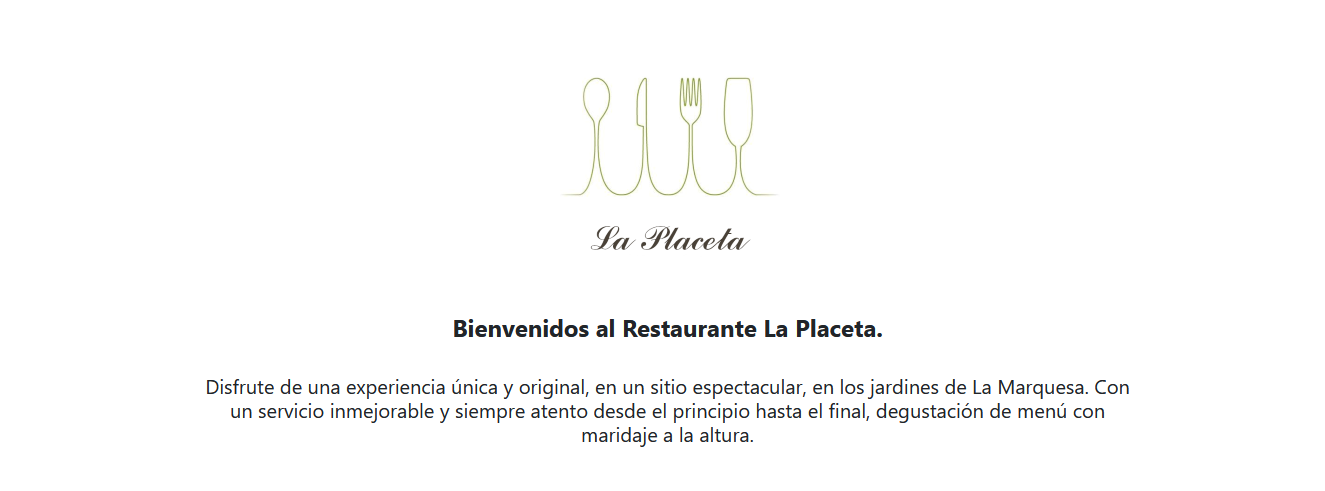 La Placeta
Bienvenidos al Restaurante La Placeta.
Disfrute de una experiencia única y original, en un sitio espectacular, en los jardines de La Marquesa. Con
un servicio inmejorable y siempre atento desde el principio hasta el final, degustación de menú con
maridaje a la altura.